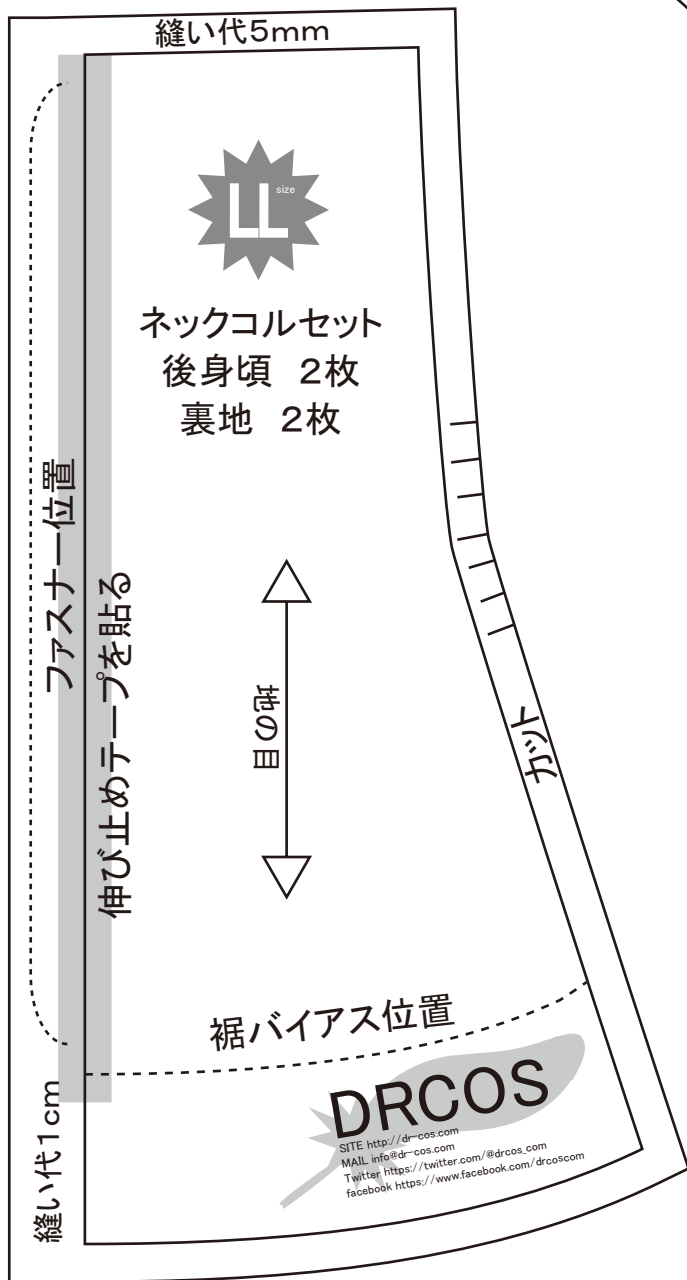 縫い代5mm
LL size
ネックコルセット
後身頃 2枚
裏地 2枚
ファスナー位置
伸び止めテープを貼る
地の目
カット
裾バイアス位置
縫い代1cm
DRCOS
SITE http://dr-cos.com
MAIL info@dr-cos.com
Twitter https://twitter.com/@drcos_com
facebook https://www.facebook.com/drcoscom